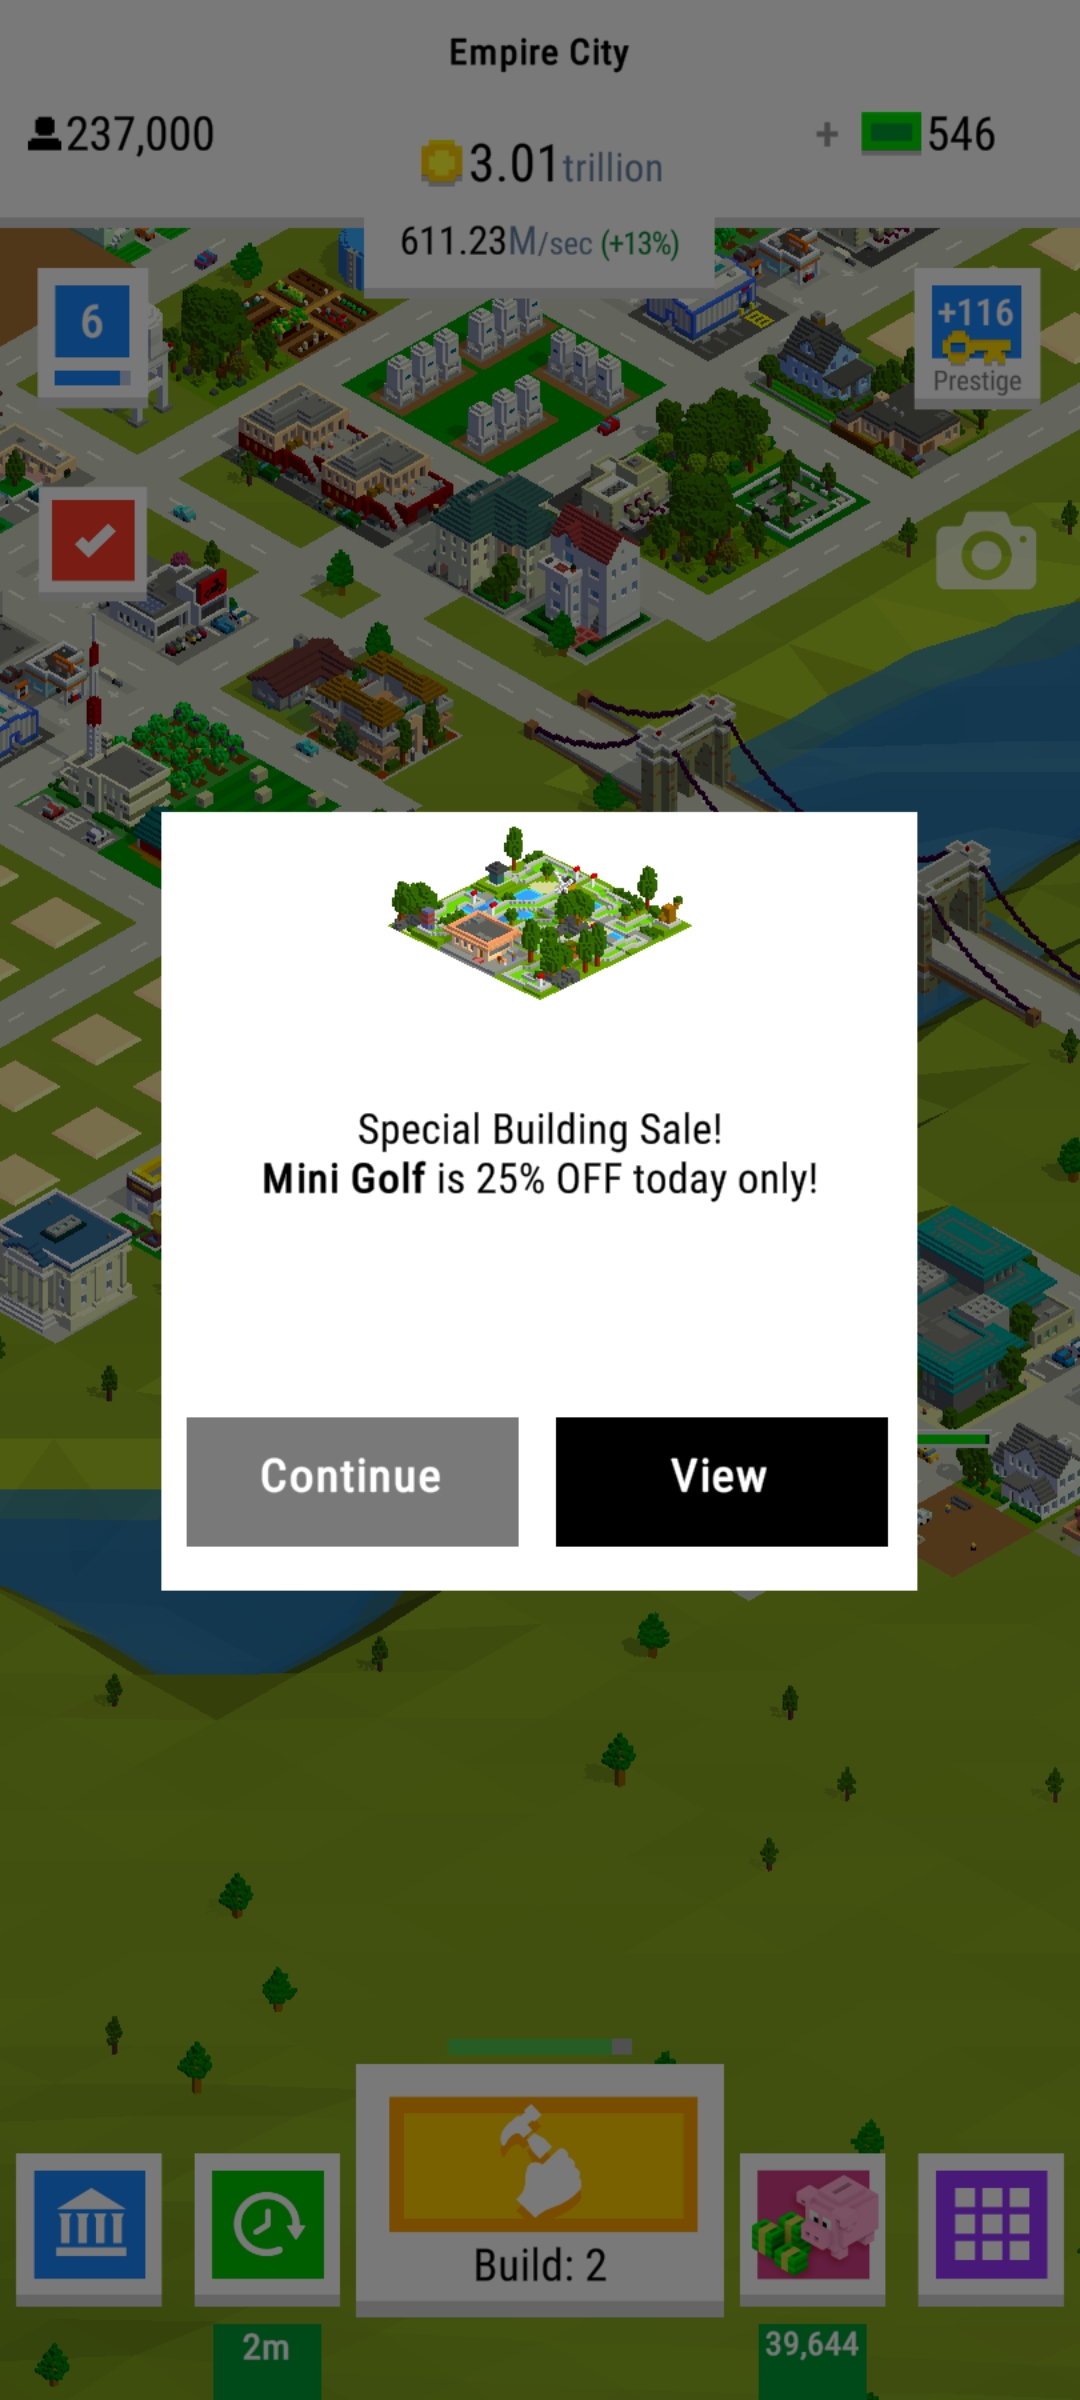 Empire City
237,000
3.01 trillion
+ 546
611.23M/sec (+13%)
6
+116
Prestige
Special Building Sale!
Mini Golf is 25% OFF today only!
Continue
View
Build: 2
2m
39,644